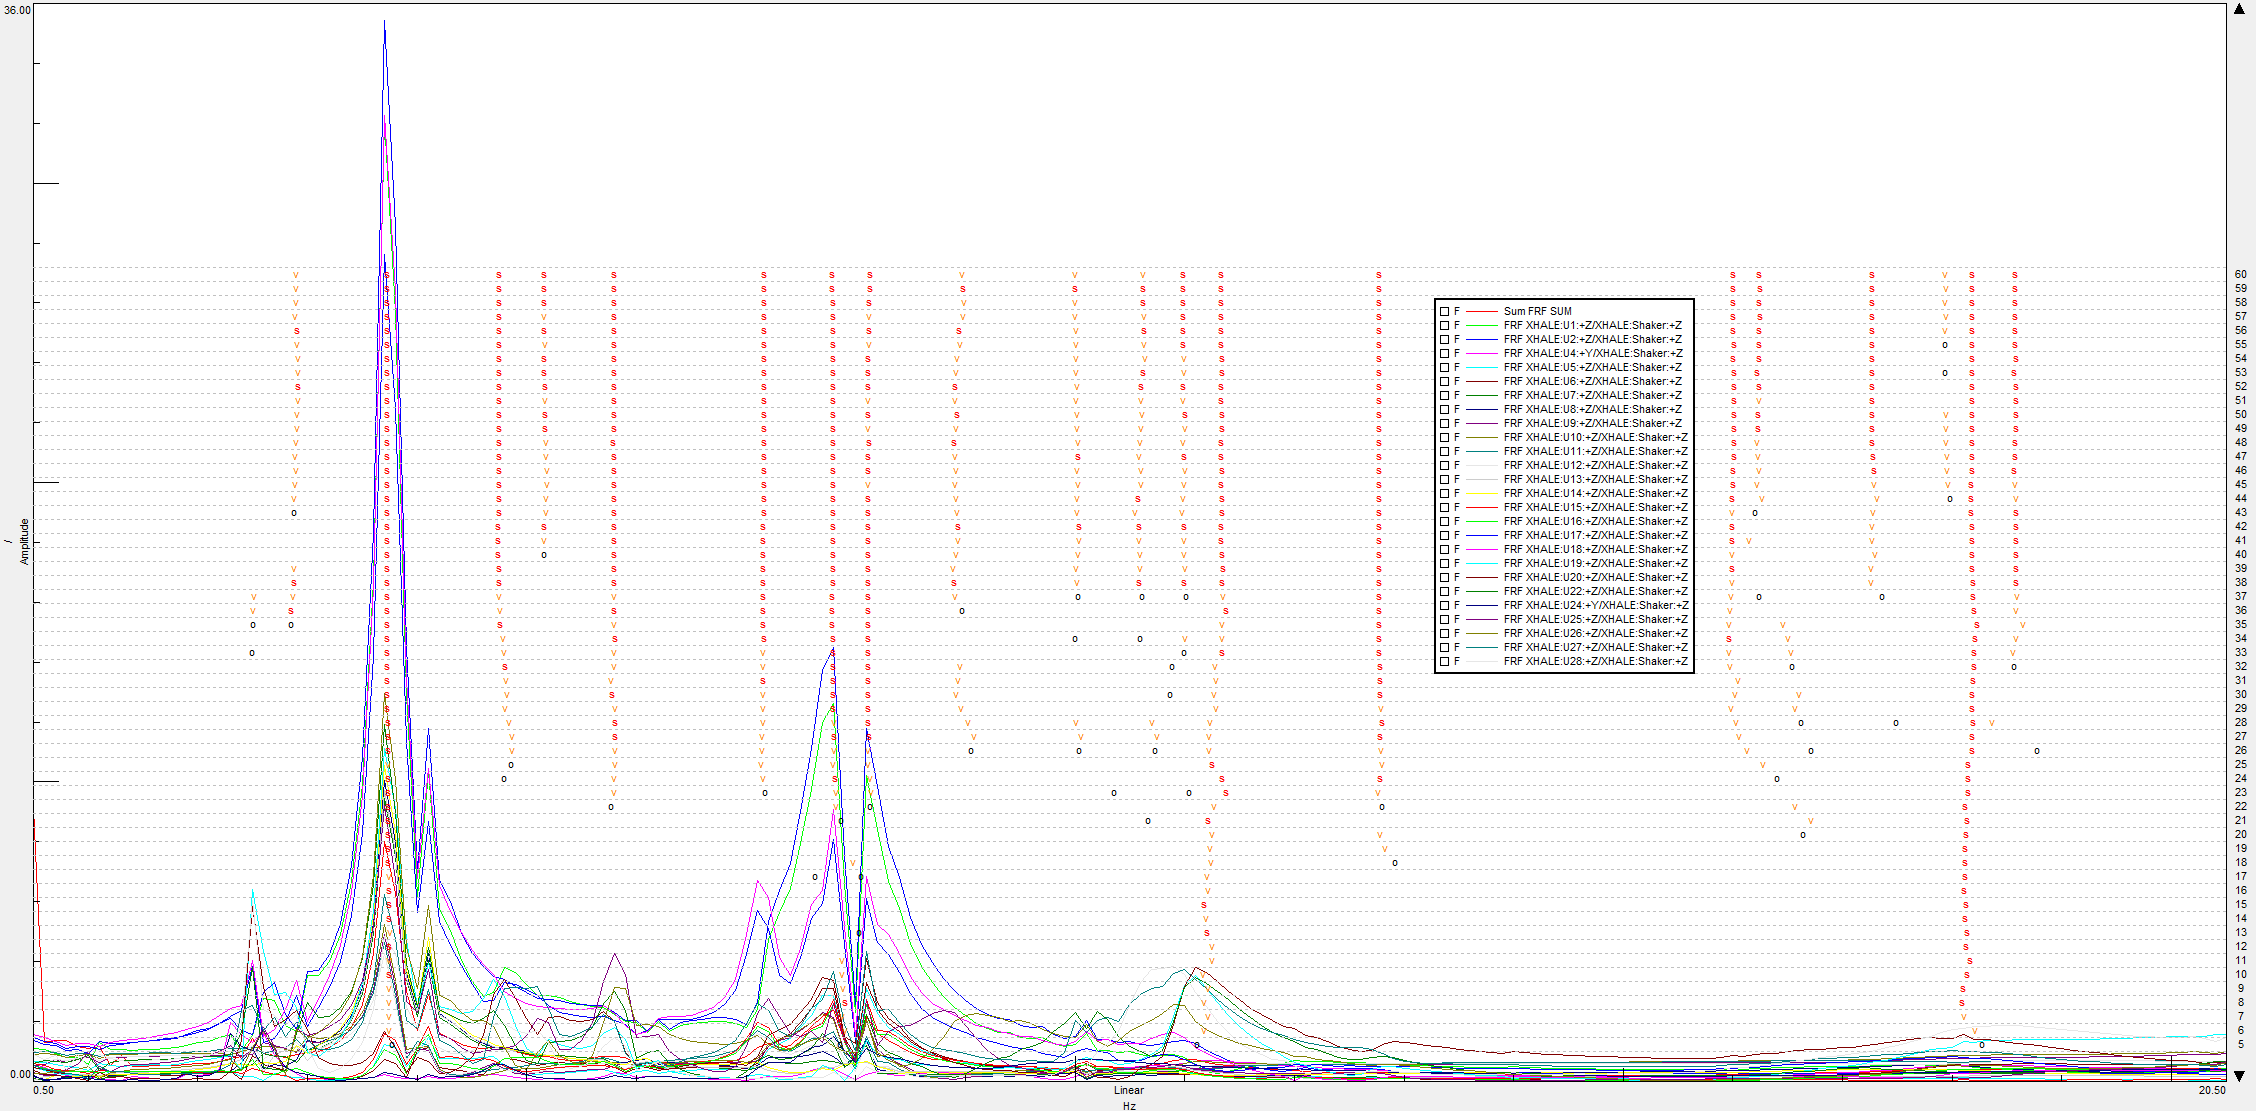 36.00
/
Amplitude
0.00
0.50
Linear
Hz
20.50
F Sum FRF SUM
F FRF XHALE:U1:+Z/XHALE:Shaker:+Z
F FRF XHALE:U2:+Z/XHALE:Shaker:+Z
F FRF XHALE:U4:+Y/XHALE:Shaker:+Z
F FRF XHALE:U5:+Z/XHALE:Shaker:+Z
F FRF XHALE:U6:+Z/XHALE:Shaker:+Z
F FRF XHALE:U7:+Z/XHALE:Shaker:+Z
F FRF XHALE:U8:+Z/XHALE:Shaker:+Z
F FRF XHALE:U9:+Z/XHALE:Shaker:+Z
F FRF XHALE:U10:+Z/XHALE:Shaker:+Z
F FRF XHALE:U11:+Z/XHALE:Shaker:+Z
F FRF XHALE:U12:+Z/XHALE:Shaker:+Z
F FRF XHALE:U13:+Z/XHALE:Shaker:+Z
F FRF XHALE:U14:+Z/XHALE:Shaker:+Z
F FRF XHALE:U15:+Z/XHALE:Shaker:+Z
F FRF XHALE:U16:+Z/XHALE:Shaker:+Z
F FRF XHALE:U17:+Z/XHALE:Shaker:+Z
F FRF XHALE:U18:+Z/XHALE:Shaker:+Z
F FRF XHALE:U19:+Z/XHALE:Shaker:+Z
F FRF XHALE:U20:+Z/XHALE:Shaker:+Z
F FRF XHALE:U22:+Z/XHALE:Shaker:+Z
F FRF XHALE:U24:+Y/XHALE:Shaker:+Z
F FRF XHALE:U25:+Z/XHALE:Shaker:+Z
F FRF XHALE:U26:+Z/XHALE:Shaker:+Z
F FRF XHALE:U27:+Z/XHALE:Shaker:+Z
F FRF XHALE:U28:+Z/XHALE:Shaker:+Z
60
59
58
57
56
55
54
53
52
51
50
49
48
47
46
45
44
43
42
41
40
39
38
37
36
35
34
33
32
31
30
29
28
27
26
25
24
23
22
21
20
19
18
17
16
15
14
13
12
11
10
9
8
7
6
5